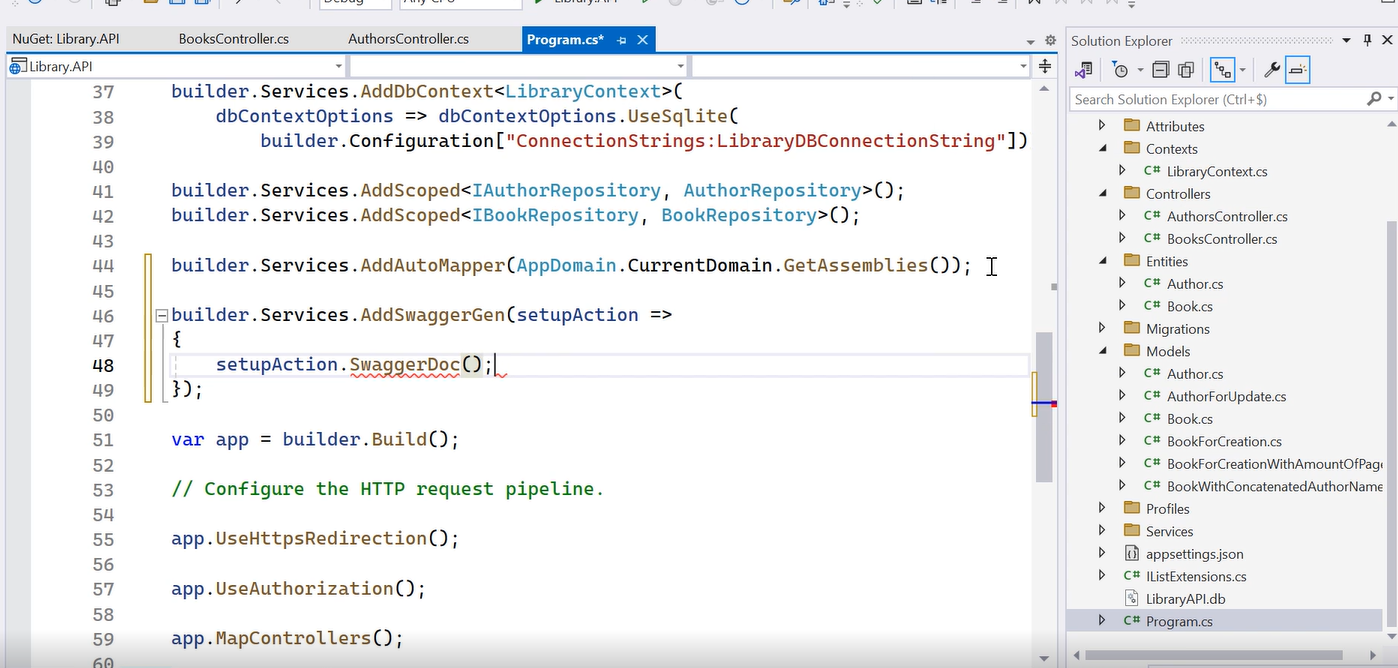 Debug
NuGet: Library.API
BooksController.cs
AuthorsController.cs
Program.cs*
Library.API
37 builder.Services.AddDbContext<LibraryContext>(
38 dbContextOptions => dbContextOptions.UseSqlite(
39 builder.Configuration["ConnectionStrings:LibraryDBConnectionString"])
40
41 builder.Services.AddScoped<IAuthorRepository, AuthorRepository>();
42 builder.Services.AddScoped<IBookRepository, BookRepository>();
43
44 builder.Services.AddAutoMapper(AppDomain.CurrentDomain.GetAssemblies());
45
46 builder.Services.AddSwaggerGen(setupAction =>
47 {
48 setupAction.SwaggerDoc();
49 });
50
51 var app = builder.Build();
52
53 // Configure the HTTP request pipeline.
54
55 app.UseHttpsRedirection();
56
57 app.UseAuthorization();
58
59 app.MapControllers();
60
Solution Explorer
Search Solution Explorer (Ctrl+$)
Attributes
Contexts
C# LibraryContext.cs
Controllers
C# AuthorsController.cs
C# BooksController.cs
Entities
C# Author.cs
C# Book.cs
Migrations
Models
C# Author.cs
C# AuthorForUpdate.cs
C# Book.cs
C# BookForCreation.cs
C# BookForCreationWithAmountOfPage
C# BookWithConcatenatedAuthorName
Profiles
Services
appsettings.json
C# IListExtensions.cs
LibraryAPI.db
C# Program.cs